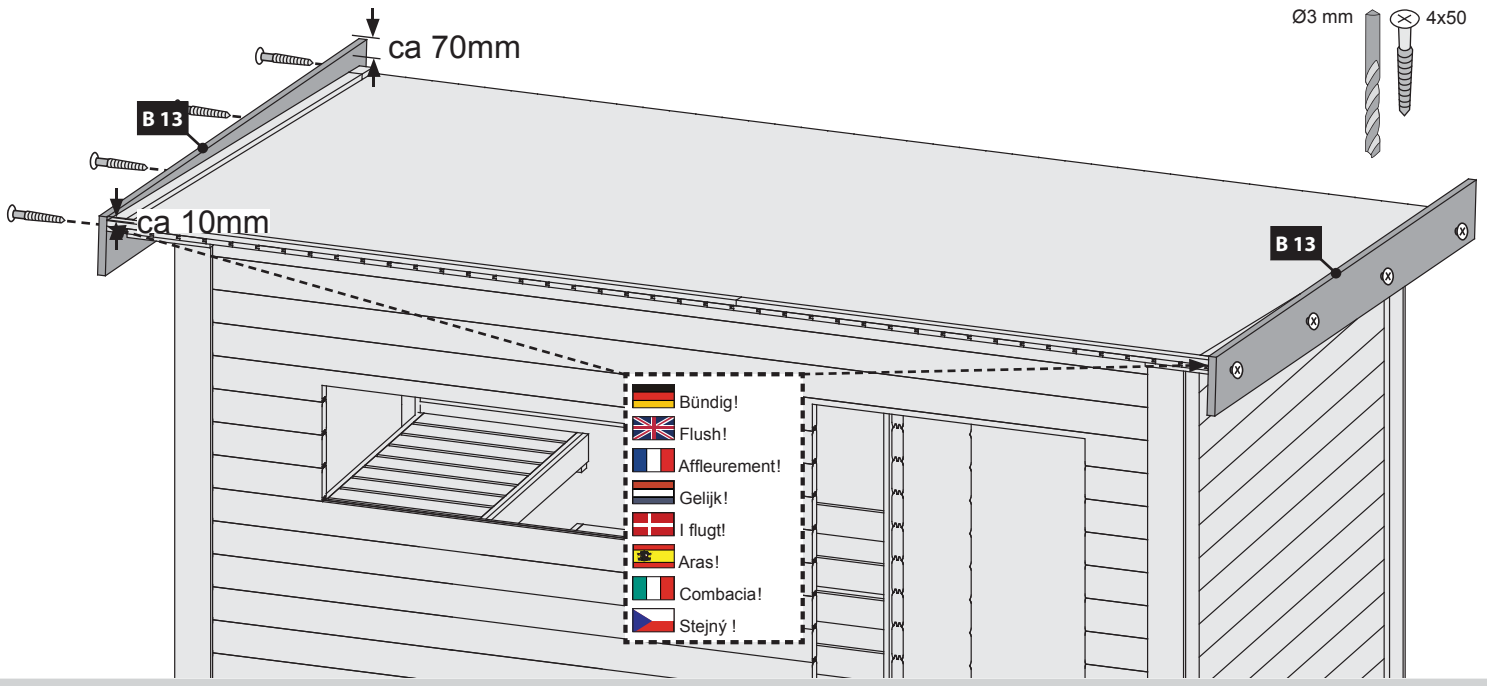 Ø3 mm
4x50
ca 70mm
B 13
ca 10mm
B 13
Bündig!
Flush!
Affleurement!
Gelijk!
I flugt!
Aras!
Combacia!
Stejný !